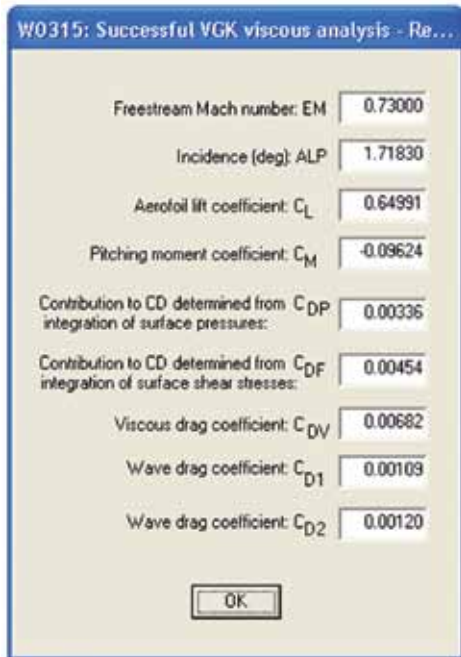 W0315: Successful VGK viscous analysis - Re...
Freestream Mach number: EM 0.73000
Incidence (deg): ALP 1.71830
Aerofoil lift coefficient: CL 0.64991
Pitching moment coefficient: CM -0.09624
Contribution to CD determined from CDP
integration of surface pressures: 0.00336
Contribution to CD determined from CDF
integration of surface shear stresses: 0.00454
Viscous drag coefficient: CDV 0.00682
Wave drag coefficient: CD1 0.00109
Wave drag coefficient: CD2 0.00120
OK